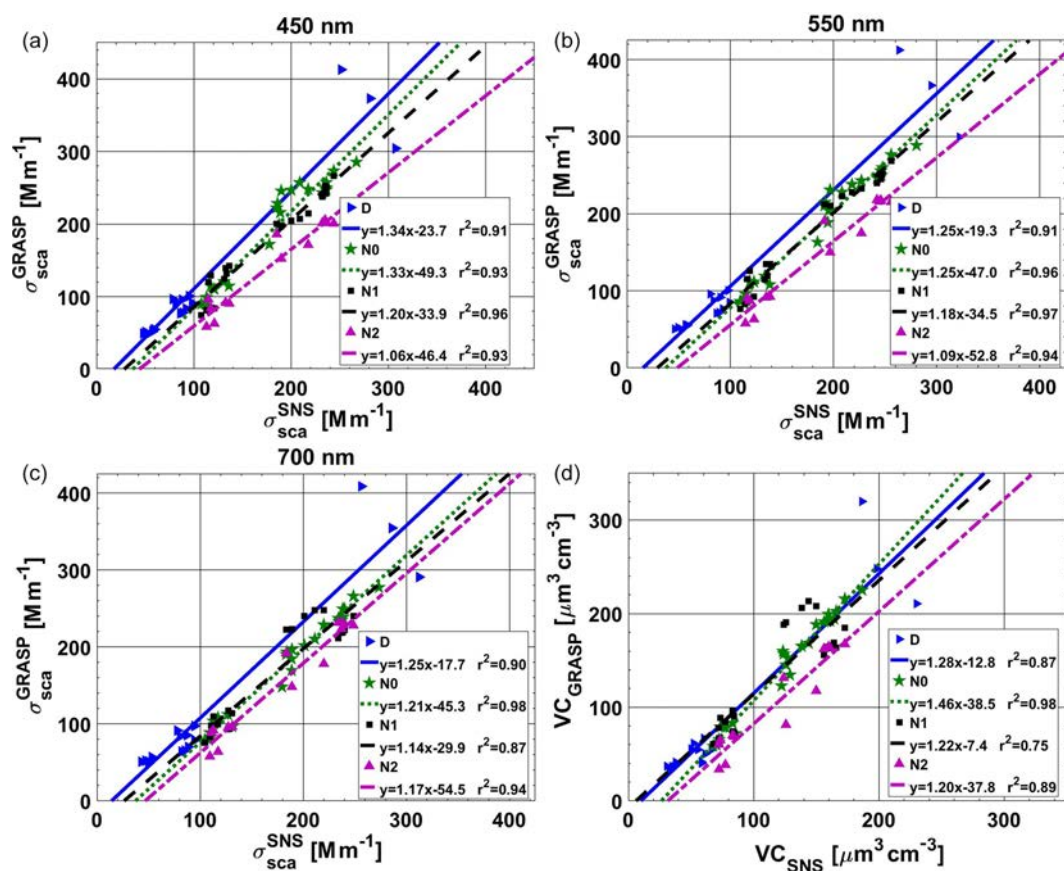 (a)
450 nm
σ_sca^GRASP [M m⁻¹]
400
300
200
100
0
D
y=1.34x-23.7 r²=0.91
N0
y=1.33x-49.3 r²=0.93
N1
y=1.20x-33.9 r²=0.96
N2
y=1.06x-46.4 r²=0.93
0 100 200 300 400
σ_sca^SNS [M m⁻¹]
(b)
550 nm
σ_sca^GRASP [M m⁻¹]
400
300
200
100
0
D
y=1.25x-19.3 r²=0.91
N0
y=1.25x-47.0 r²=0.96
N1
y=1.18x-34.5 r²=0.97
N2
y=1.09x-52.8 r²=0.94
0 100 200 300 400
σ_sca^SNS [M m⁻¹]
(c)
700 nm
σ_sca^GRASP [M m⁻¹]
400
300
200
100
0
D
y=1.25x-17.7 r²=0.90
N0
y=1.21x-45.3 r²=0.98
N1
y=1.14x-29.9 r²=0.87
N2
y=1.17x-54.5 r²=0.94
0 100 200 300 400
σ_sca^SNS [M m⁻¹]
(d)
VC_GRASP [μm³ cm⁻³]
300
200
100
0
D
y=1.28x-12.8 r²=0.87
N0
y=1.46x-38.5 r²=0.98
N1
y=1.22x-7.4 r²=0.75
N2
y=1.20x-37.8 r²=0.89
0 100 200 300
VC_SNS [μm³ cm⁻³]